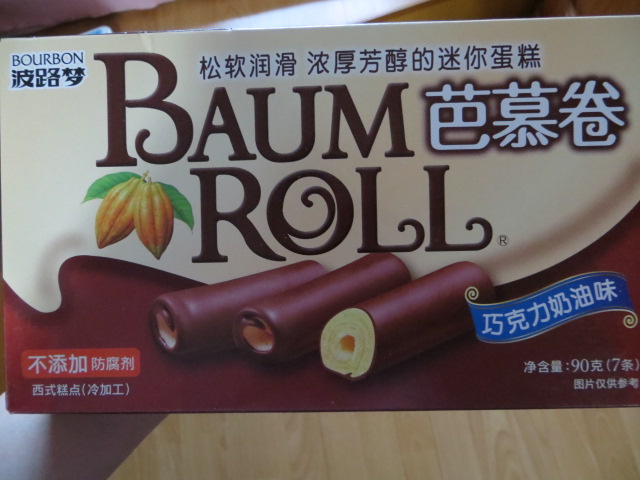 BOURBON
波路梦
松软润滑 浓厚芳醇的迷你蛋糕
BAUM
芭慕卷
ROLL®
巧克力奶油味
不添加 防腐剂
西式糕点(冷加工)
净含量:90克(7条)
图片仅供参考